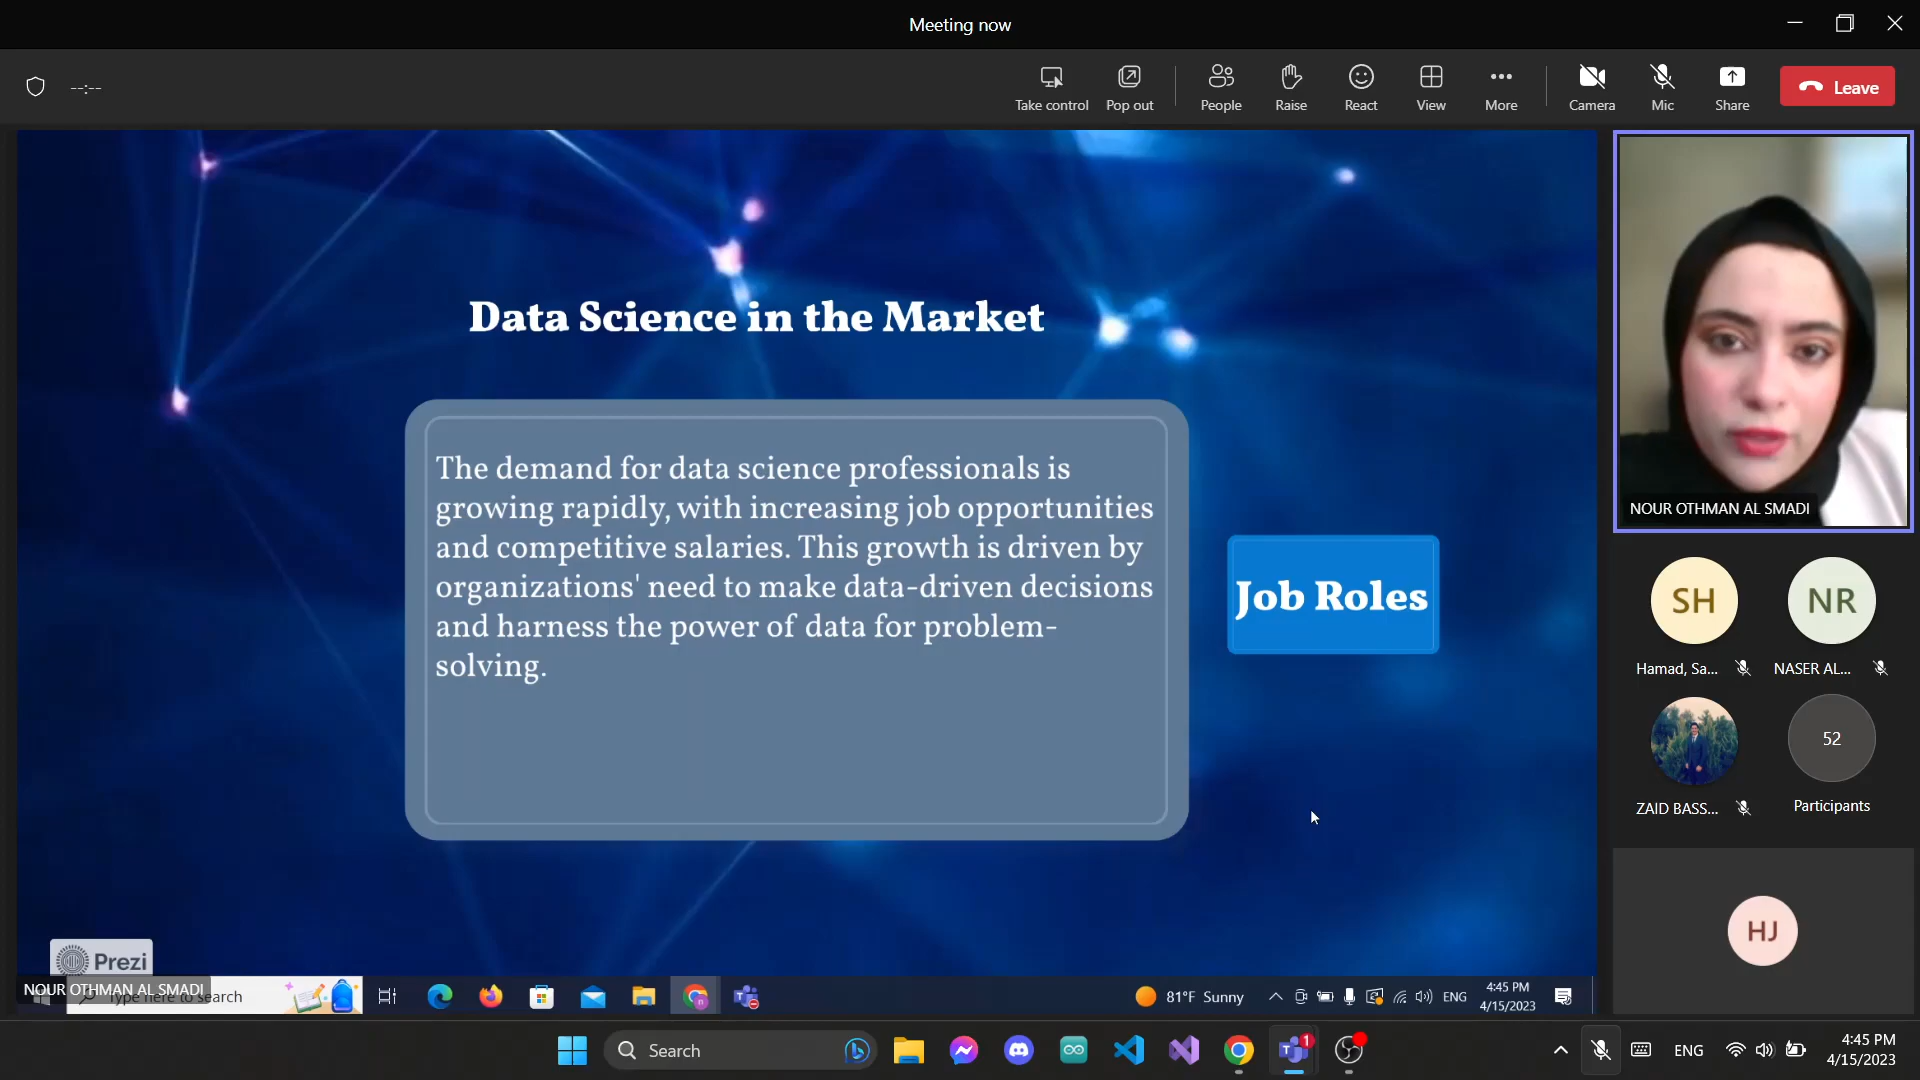 Meeting now
--:--
Take control
Pop out
People
Raise
React
View
More
Camera
Mic
Share
Leave
Data Science in the Market
The demand for data science professionals is
growing rapidly, with increasing job opportunities
and competitive salaries. This growth is driven by
organizations' need to make data-driven decisions
and harness the power of data for problem-
solving.
Job Roles
NOUR OTHMAN AL SMADI
SH
NR
Hamad, Sa...
NASER AL...
52
ZAID BASS...
Participants
HJ
Prezi
NOUR OTHMAN AL SMADI
Type here to search
81°F Sunny
ENG
4:45 PM
4/15/2023
Search
1
ENG
4:45 PM
4/15/2023